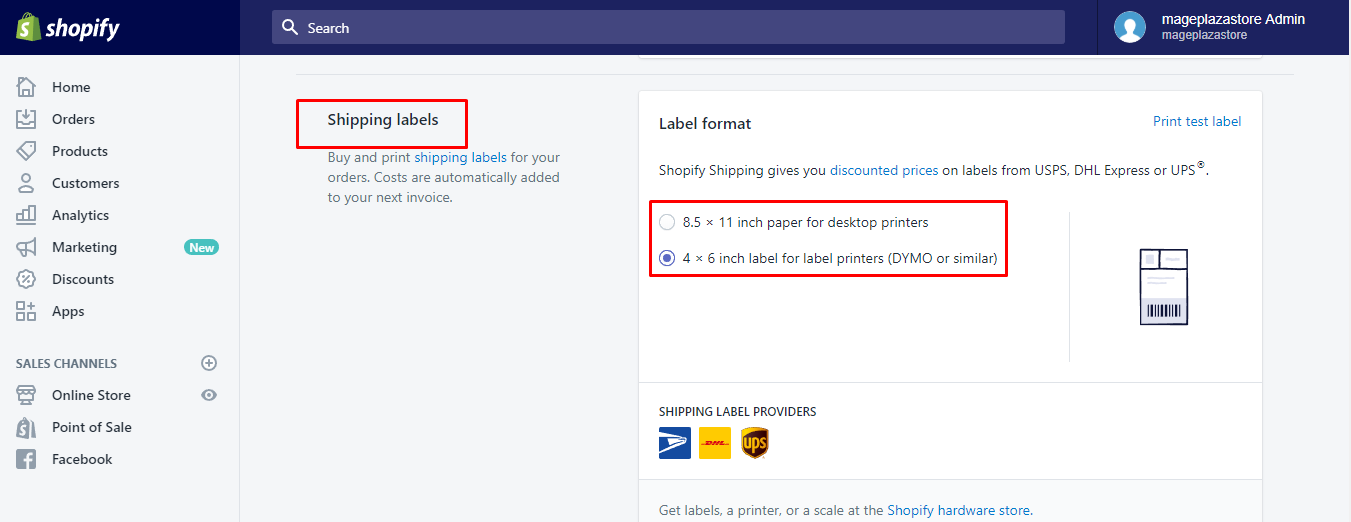 shopify
Search
mageplazastore Admin
mageplazastore
Home
Orders
Products
Customers
Analytics
Marketing New
Discounts
Apps
SALES CHANNELS
Online Store
Point of Sale
Facebook
Shipping labels
Buy and print shipping labels for your
orders. Costs are automatically added
to your next invoice.
Label format
Print test label
Shopify Shipping gives you discounted prices on labels from USPS, DHL Express or UPS®.
8.5 × 11 inch paper for desktop printers
4 × 6 inch label for label printers (DYMO or similar)
SHIPPING LABEL PROVIDERS
DHL
ups
Get labels, a printer, or a scale at the Shopify hardware store.